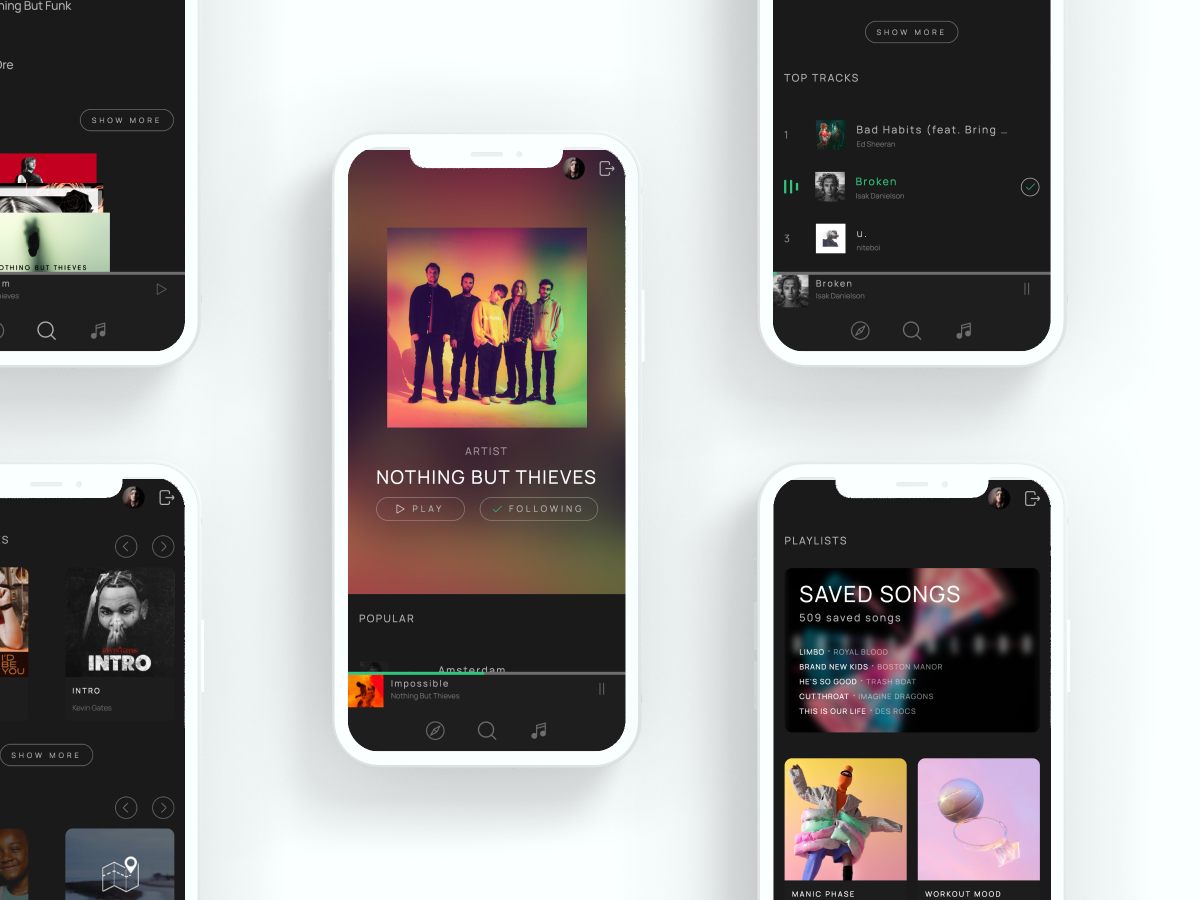 hing But Funk
Ore
SHOW MORE
OTHING BUT THIEVES
m
hieves
SHOW MORE
TOP TRACKS
1
Bad Habits (feat. Bring ...
Ed Sheeran
Broken
Isak Danielson
3
u.
niteboi
Broken
Isak Danielson
ARTIST
NOTHING BUT THIEVES
PLAY
FOLLOWING
POPULAR
Amsterdam
Impossible
Nothing But Thieves
S
I'D
BE
YOU
INTRO
INTRO
Kevin Gates
SHOW MORE
PLAYLISTS
SAVED SONGS
509 saved songs
LIMBO • ROYAL BLOOD
BRAND NEW KIDS • BOSTON MANOR
HE'S SO GOOD • TRASH BOAT
CUTTHROAT • IMAGINE DRAGONS
THIS IS OUR LIFE • DES ROCS
MANIC PHASE
WORKOUT MOOD